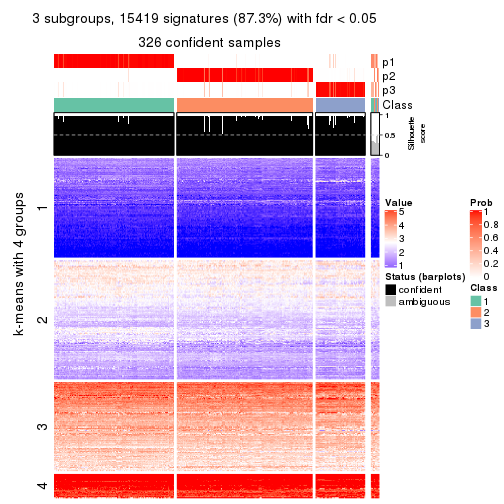 3 subgroups, 15419 signatures (87.3%) with fdr < 0.05
326 confident samples
p1
p2
p3
Class
1
0.5
0
Silhouette
score
k-means with 4 groups
1
2
3
4
Value
5
4
3
2
1
Status (barplots)
confident
ambiguous
Prob
1
0.8
0.6
0.4
0.2
0
Class
1
2
3